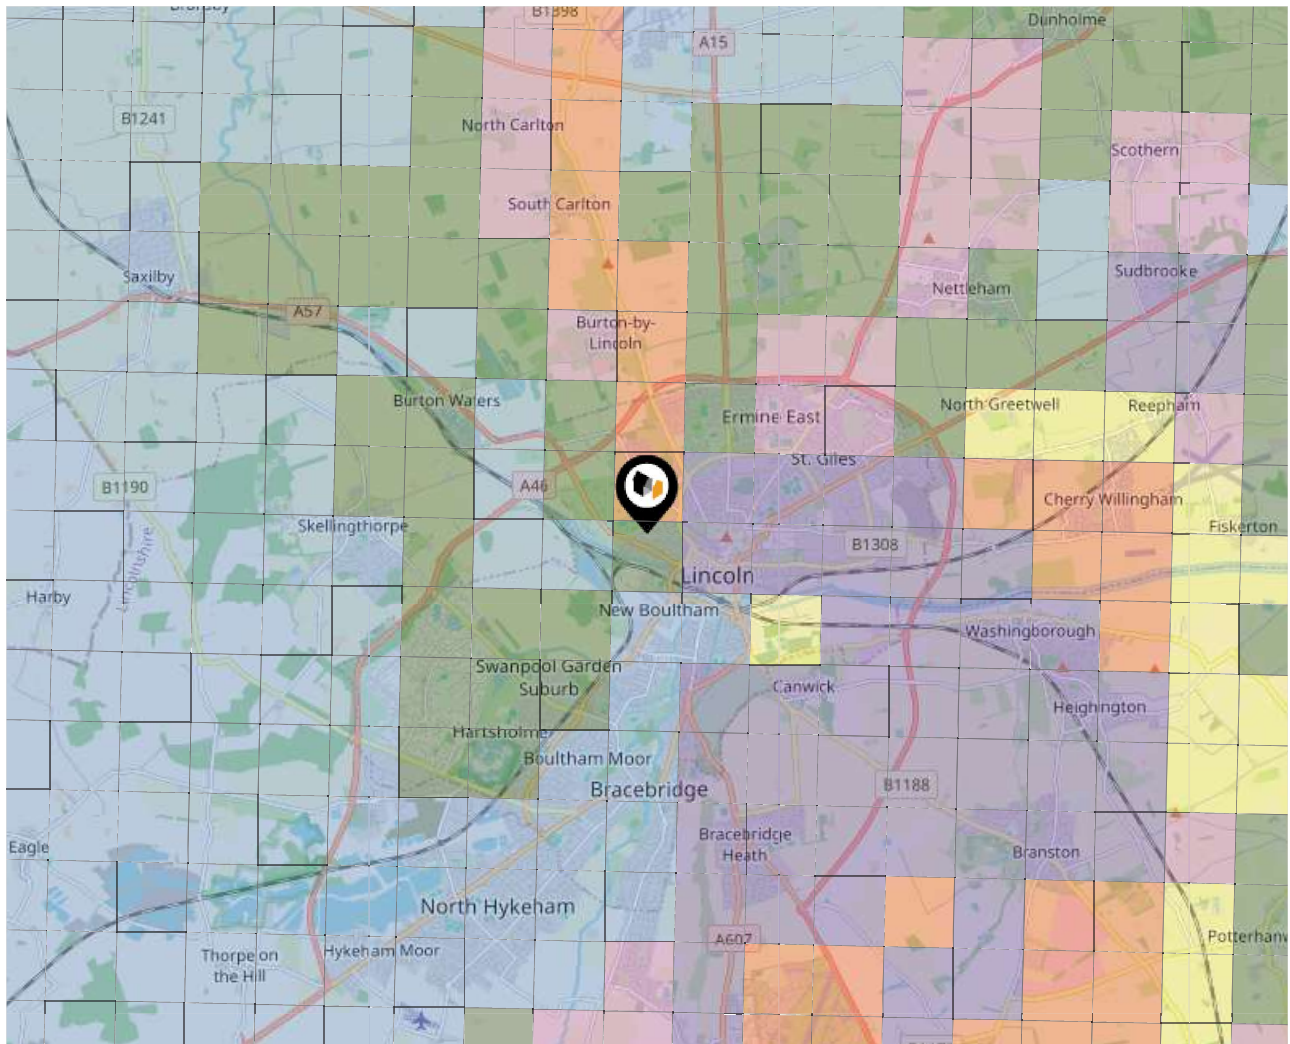 B1398
Dunholme
A15
B1241
North Carlton
Scothern
South Carlton
Saxilby
Sudbrooke
Nettleham
A57
Burton-by-
Lincoln
Burton Waters
North Greetwell
Reepham
Ermine East
St. Giles
A46
B1190
Cherry Willingham
Skellingthorpe
Fiskerton
B1308
Lincolnshire
Lincoln
Harby
New Boultham
Washingborough
Swanpool Garden
Suburb
Canwick
Heighington
Hartsholme
Boultham Moor
Bracebridge
B1188
Bracebridge
Heath
Eagle
Branston
North Hykeham
A607
Potterhanw
Thorpe on
the Hill
Hykeham Moor